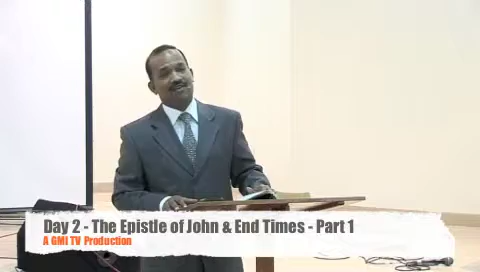 Day 2 - The Epistle of John & End Times - Part 1
A GMI TV Production